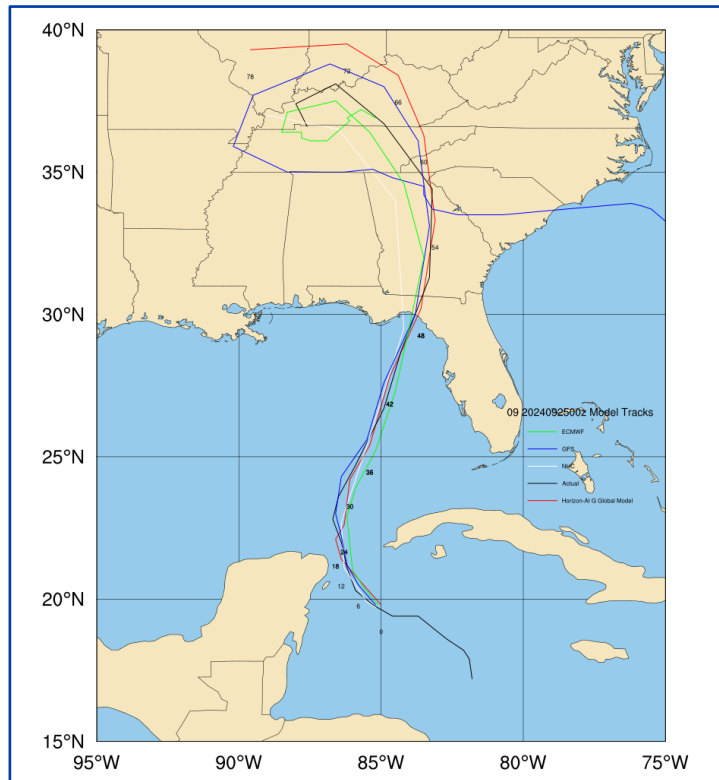 40°N
78
72
66
35°N
60
54
30°N
48
42
09 2024092500z Model Tracks
ECMWF
GFS
NHC
Actual
Horizon-AI G Global Model
25°N
36
30
24
18
12
20°N
6
0
15°N
95°W
90°W
85°W
80°W
75°W